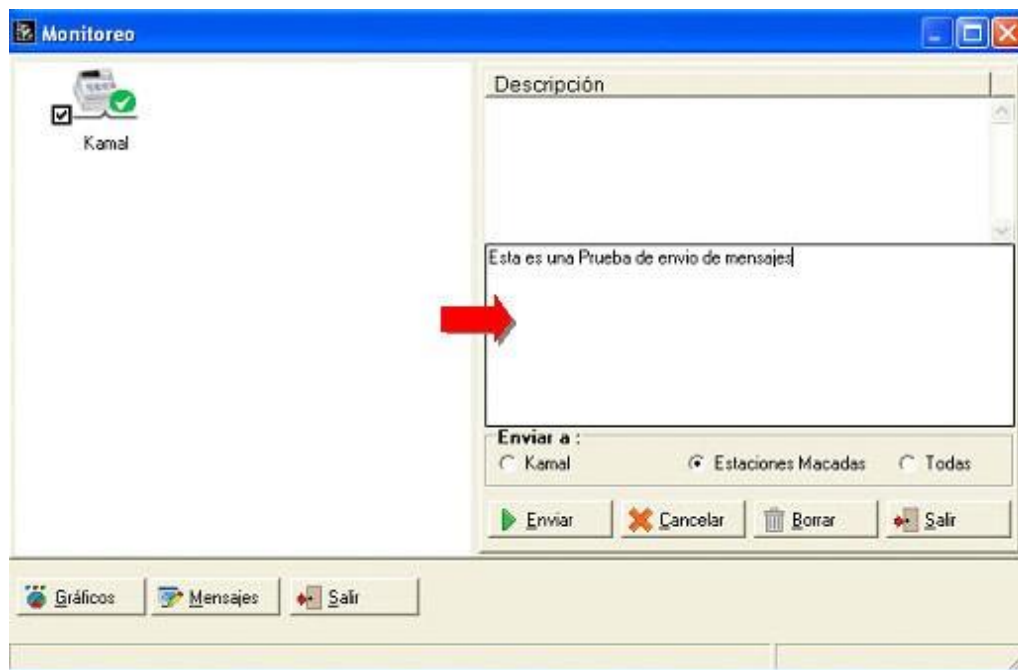 Monitoreo
Kamal
Descripción
Esta es una Prueba de envio de mensajes
Enviar a :
Kamal
Estaciones Macadas
Todas
Enviar
Cancelar
Borrar
Salir
Gráficos
Mensajes
Salir